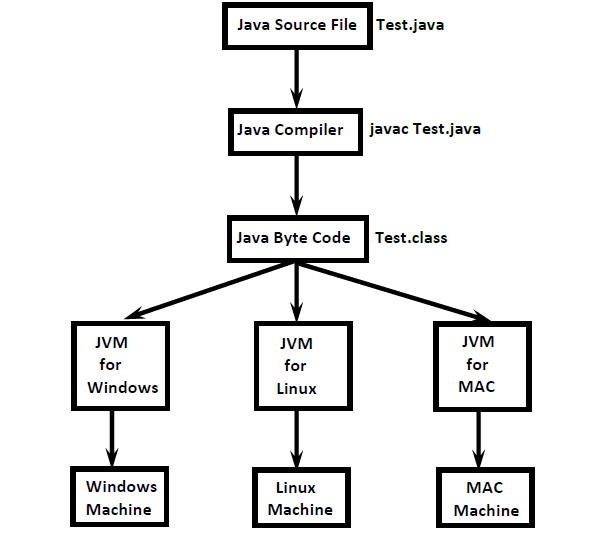 Java Source File
Test.java
Java Compiler
javac Test.java
Java Byte Code
Test.class
JVM
for
Windows
JVM
for
Linux
JVM
for
MAC
Windows
Machine
Linux
Machine
MAC
Machine